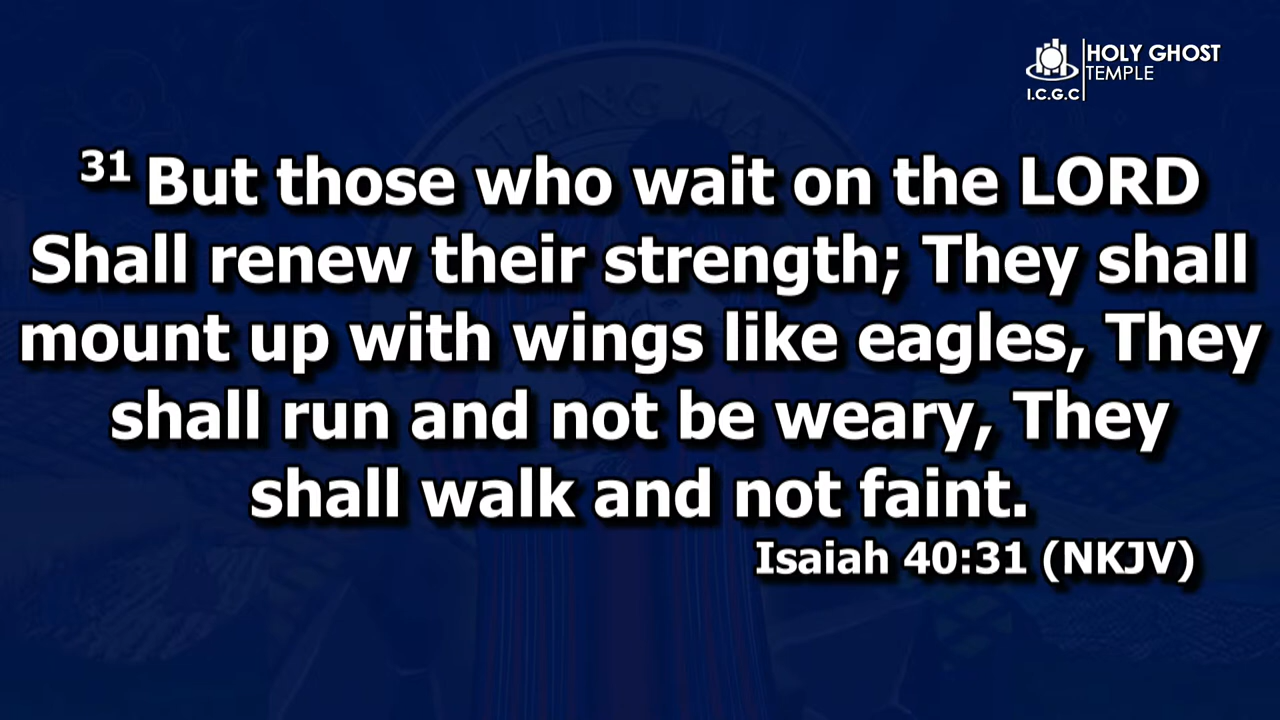 HOLY GHOST
TEMPLE
I.C.G.C
31 But those who wait on the LORD
Shall renew their strength; They shall
mount up with wings like eagles, They
shall run and not be weary, They
shall walk and not faint.
Isaiah 40:31 (NKJV)